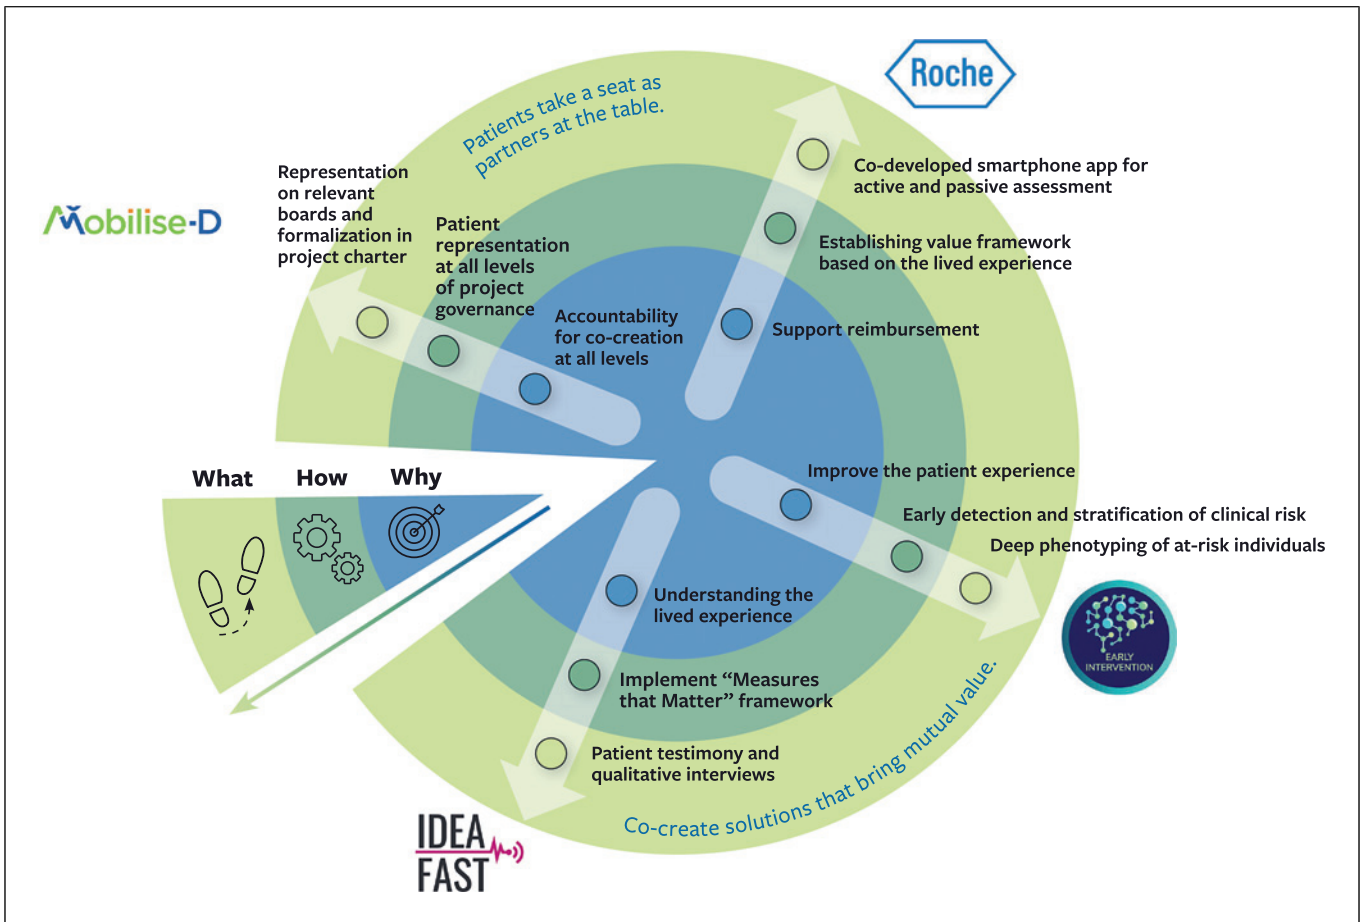 Roche
Patients take a seat as
partners at the table.
Mobilise-D
Representation
on relevant
boards and
formalization in
project charter
Patient
representation
at all levels
of project
governance
Accountability
for co-creation
at all levels
Co-developed smartphone app for
active and passive assessment
Establishing value framework
based on the lived experience
Support reimbursement
What How Why
Improve the patient experience
Early detection and stratification of clinical risk
Deep phenotyping of at-risk individuals
EARLY
INTERVENTION
Understanding the
lived experience
Implement “Measures
that Matter” framework
Patient testimony and
qualitative interviews
Co-create solutions that bring mutual value.
IDEA
FAST